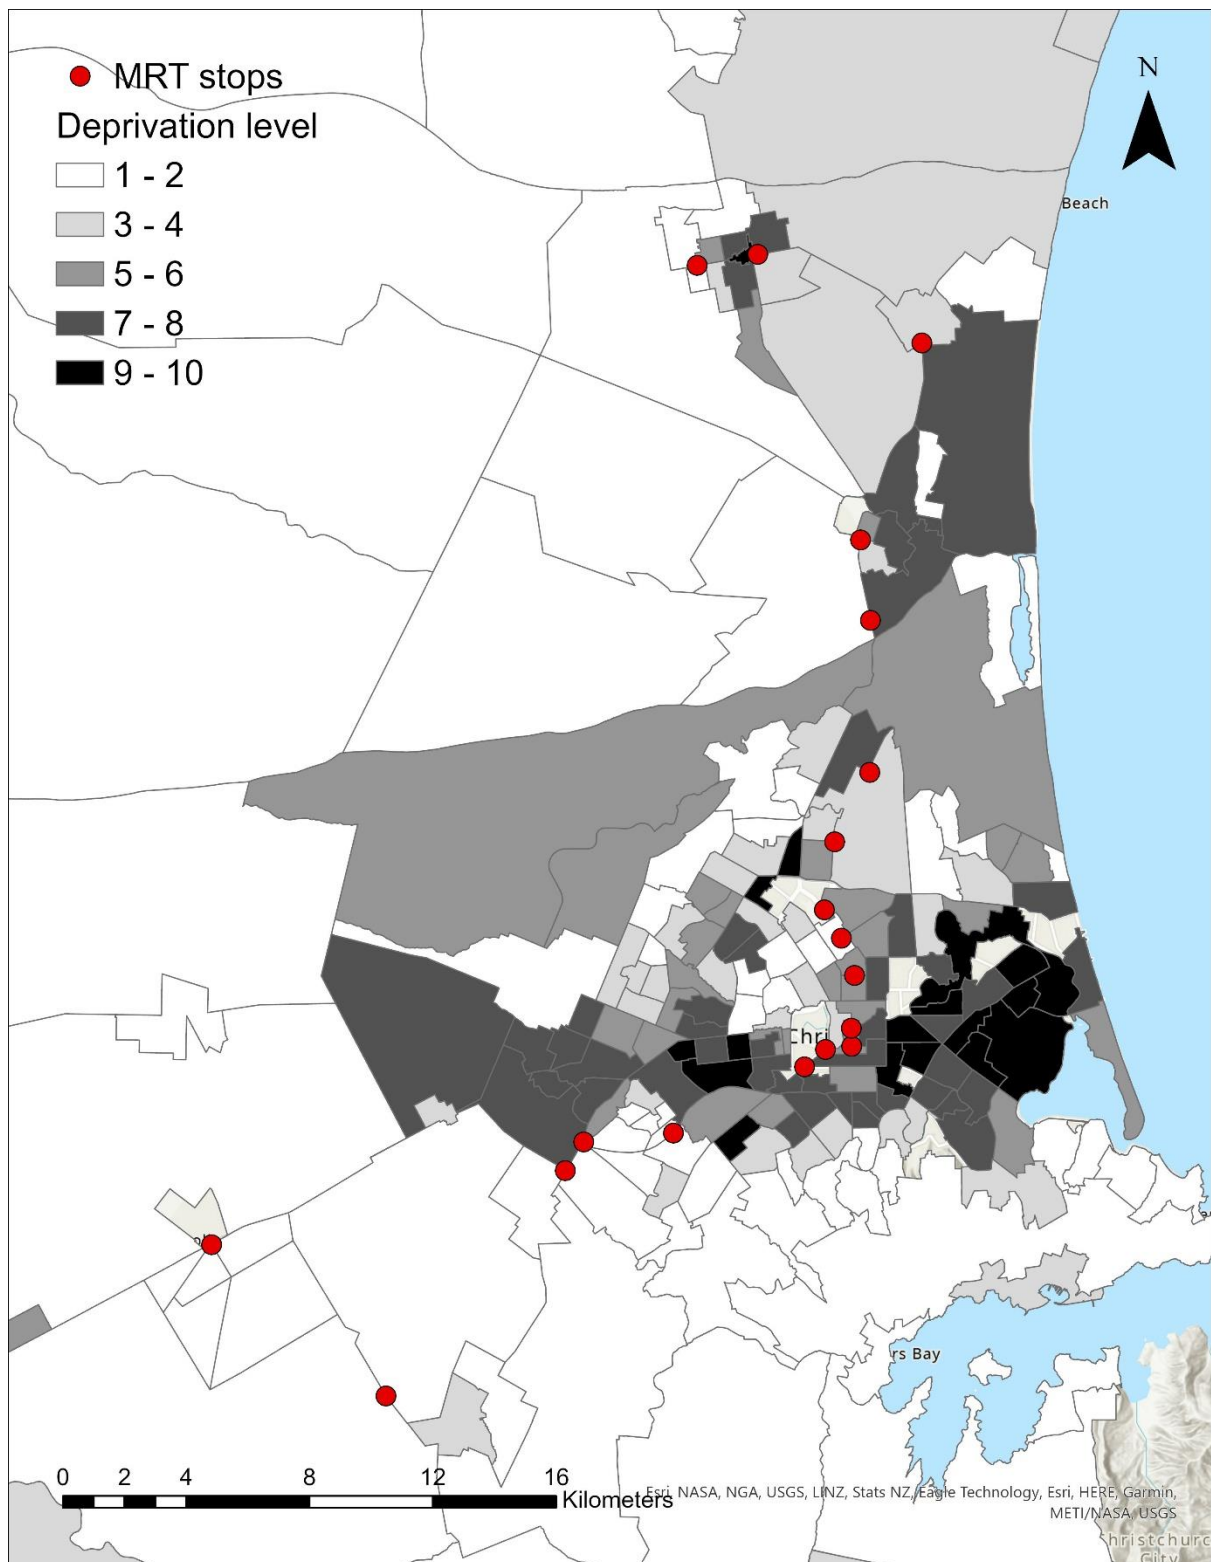 MRT stops
Deprivation level
1 - 2
3 - 4
5 - 6
7 - 8
9 - 10
N
Beach
Chri
rs Bay
0 2 4 8 12 16
Kilometers
Esri, NASA, NGA, USGS, LINZ, Stats NZ, Eagle Technology, Esri, HERE, Garmin,
METI/NASA, USGS
hristchurc
City